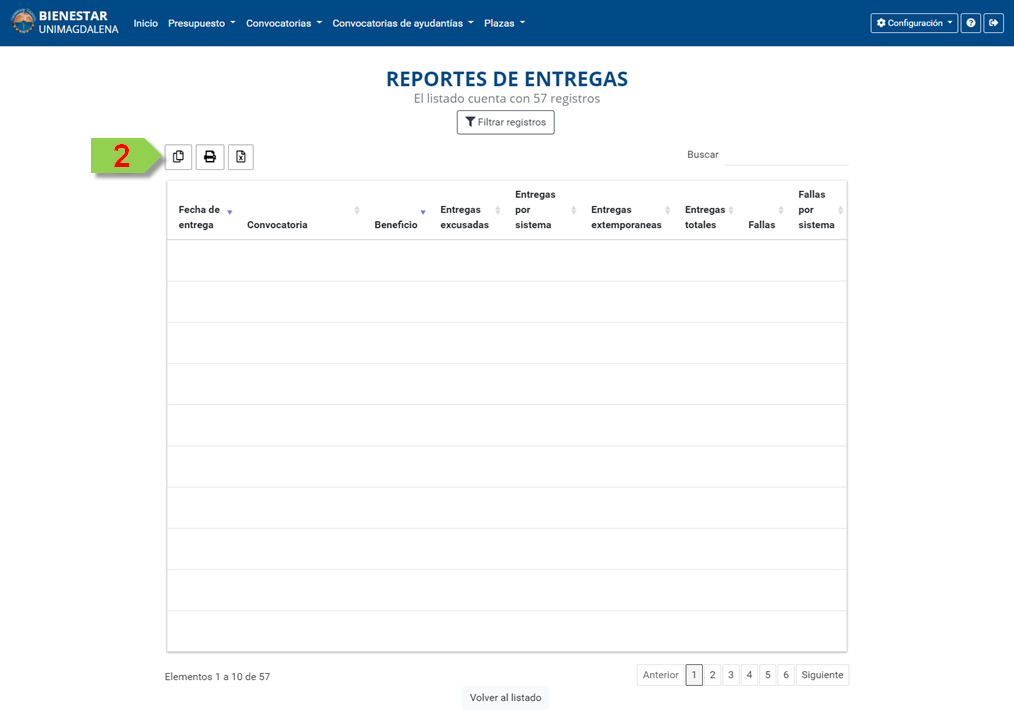 BIENESTAR
UNIMAGDALENA
Inicio Presupuesto Convocatorias Convocatorias de ayudantías Plazas
Configuración
REPORTES DE ENTREGAS
El listado cuenta con 57 registros
Filtrar registros
2
Buscar
Fecha de entrega
Convocatoria
Beneficio
Entregas excusadas
Entregas por sistema
Entregas extemporaneas
Entregas totales
Fallas
Fallas por sistema
Elementos 1 a 10 de 57
Anterior 1 2 3 4 5 6 Siguiente
Volver al listado